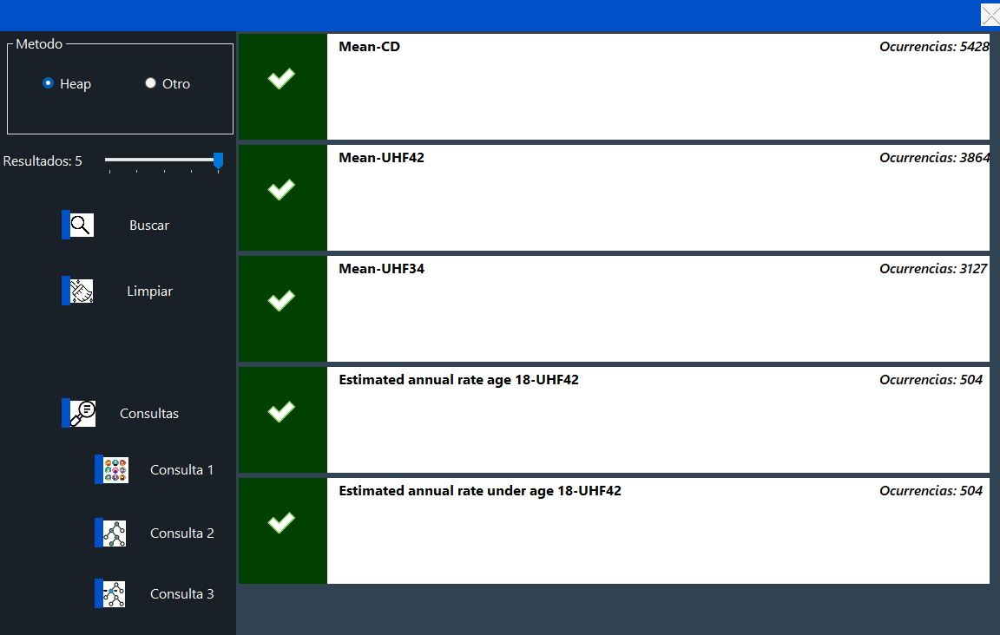 Metodo
Heap
Otro
Resultados: 5
Buscar
Limpiar
Consultas
Consulta 1
Consulta 2
Consulta 3
Mean-CD
Ocurrencias: 5428
Mean-UHF42
Ocurrencias: 3864
Mean-UHF34
Ocurrencias: 3127
Estimated annual rate age 18-UHF42
Ocurrencias: 504
Estimated annual rate under age 18-UHF42
Ocurrencias: 504